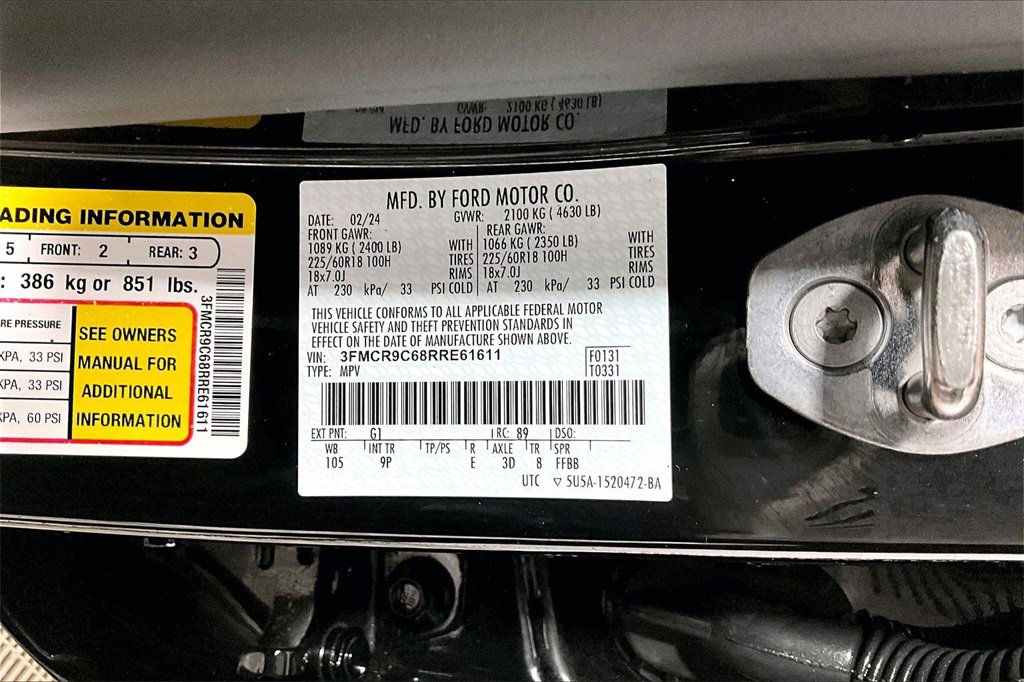 ADING INFORMATION
5 FRONT: 2 REAR: 3
: 386 kg or 851 lbs.
RE PRESSURE
KPA, 33 PSI
KPA, 33 PSI
KPA, 60 PSI
SEE OWNERS
MANUAL FOR
ADDITIONAL
INFORMATION
3FMCR9C68RRE61611
GVWR: 2100 KG ( 4630 LB)
MFD. BY FORD MOTOR CO.
MFD. BY FORD MOTOR CO.
DATE: 02/24 GVWR: 2100 KG ( 4630 LB)
FRONT GAWR: REAR GAWR:
1089 KG ( 2400 LB) WITH 1066 KG ( 2350 LB) WITH
225/60R18 100H TIRES 225/60R18 100H TIRES
18x7.0J RIMS 18x7.0J RIMS
AT 230 kPa/ 33 PSI COLD AT 230 kPa/ 33 PSI COLD
THIS VEHICLE CONFORMS TO ALL APPLICABLE FEDERAL MOTOR
VEHICLE SAFETY AND THEFT PREVENTION STANDARDS IN
EFFECT ON THE DATE OF MANUFACTURE SHOWN ABOVE.
VIN: 3FMCR9C68RRE61611 F0131
TYPE: MPV T0331
EXT PNT: G1 RC: 89 DSO:
WB INT TR TP/PS R AXLE TR SPR
105 9P E 3D 8 FFBB
UTC ▽ 5U5A-1520472-BA